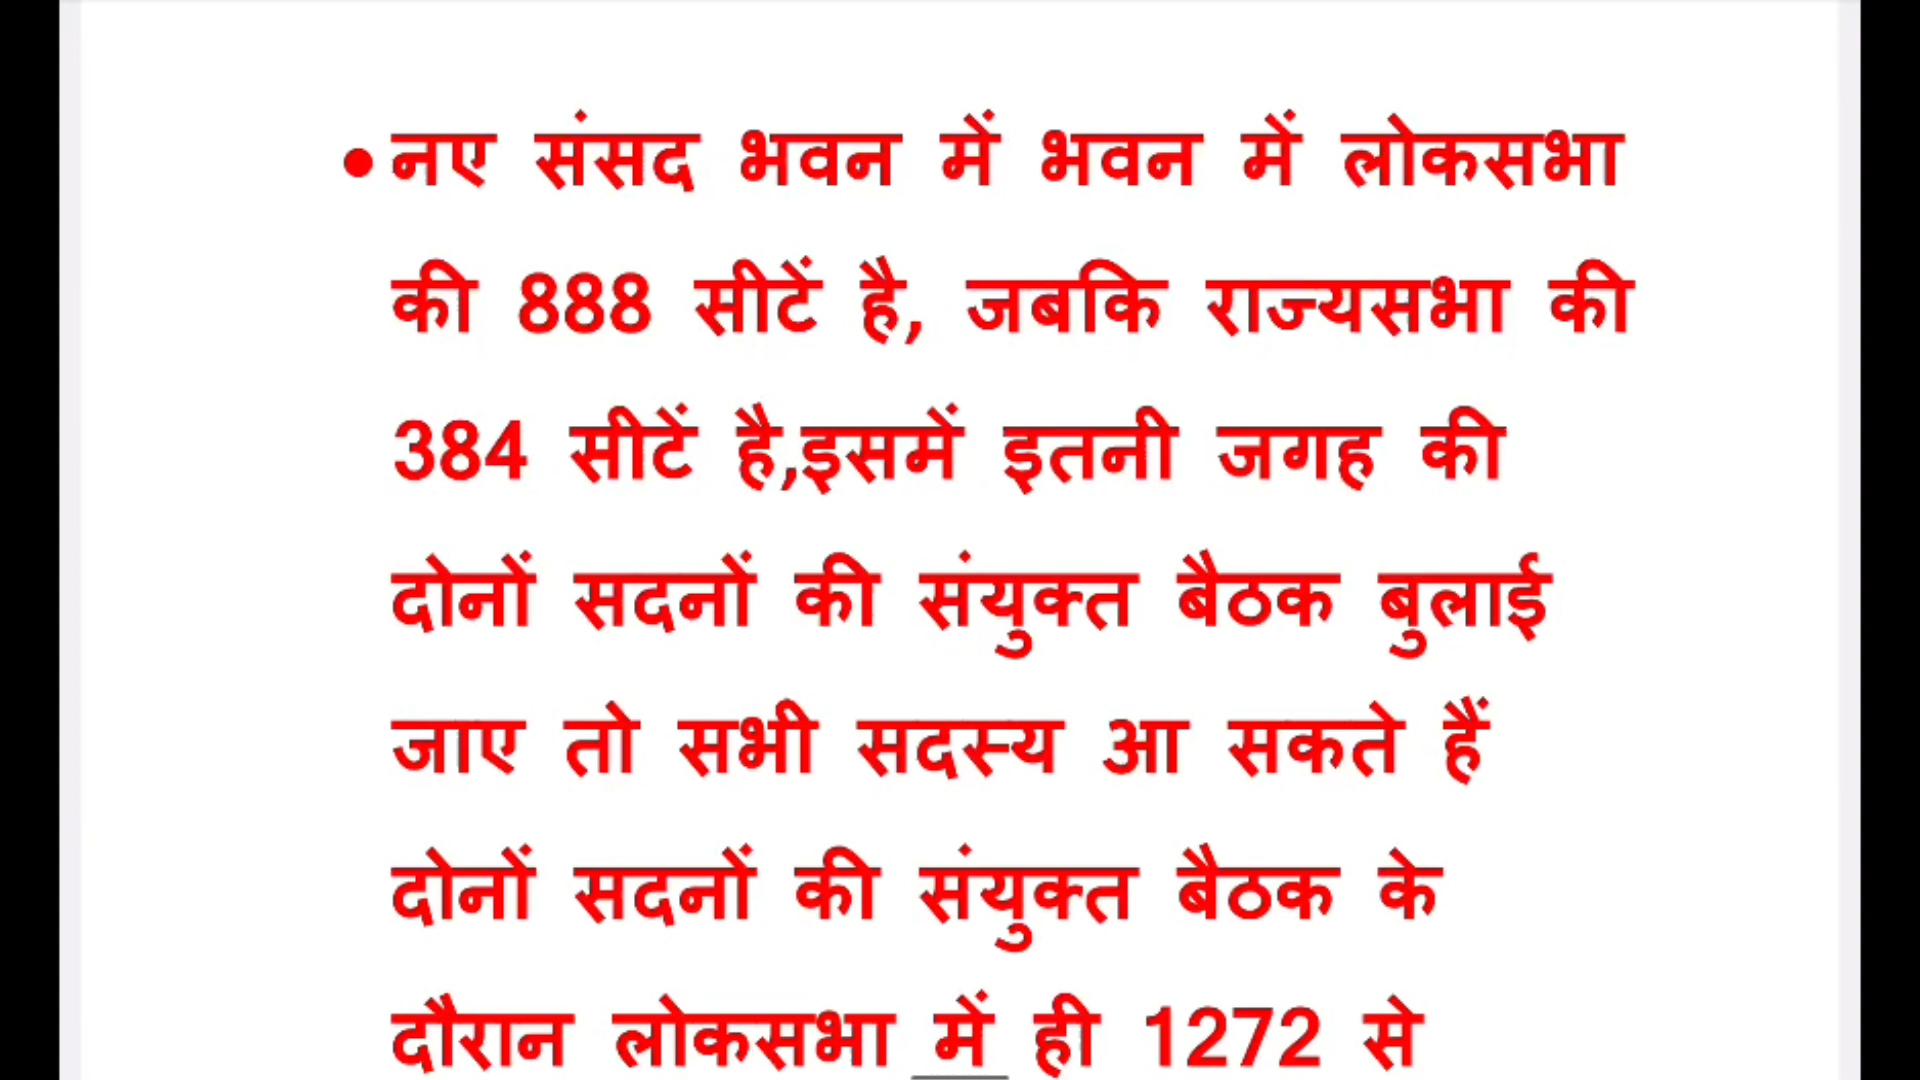 • नए संसद भवन में भवन में लोकसभा
की 888 सीटें है, जबकि राज्यसभा की
384 सीटें है,इसमें इतनी जगह की
दोनों सदनों की संयुक्त बैठक बुलाई
जाए तो सभी सदस्य आ सकते हैं
दोनों सदनों की संयुक्त बैठक के
दौरान लोकसभा में ही 1272 से